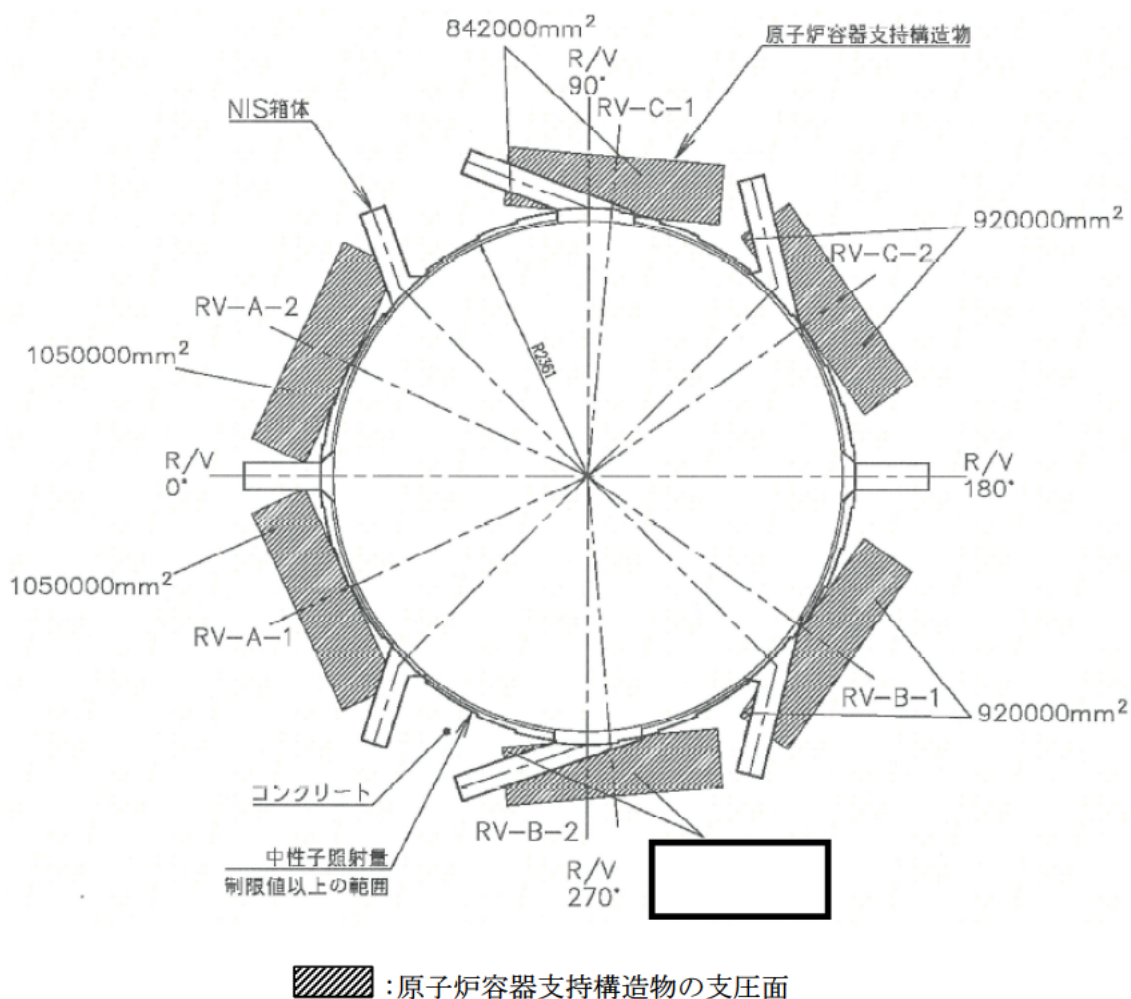 842000mm²
原子炉容器支持構造物
R/V
90°
RV-C-1
NIS箱体
920000mm²
RV-C-2
RV-A-2
1050000mm²
R2361
R/V
0°
R/V
180°
1050000mm²
RV-A-1
RV-B-1
920000mm²
コンクリート
RV-B-2
中性子照射量
制限値以上の範囲
R/V
270°
:原子炉容器支持構造物の支圧面